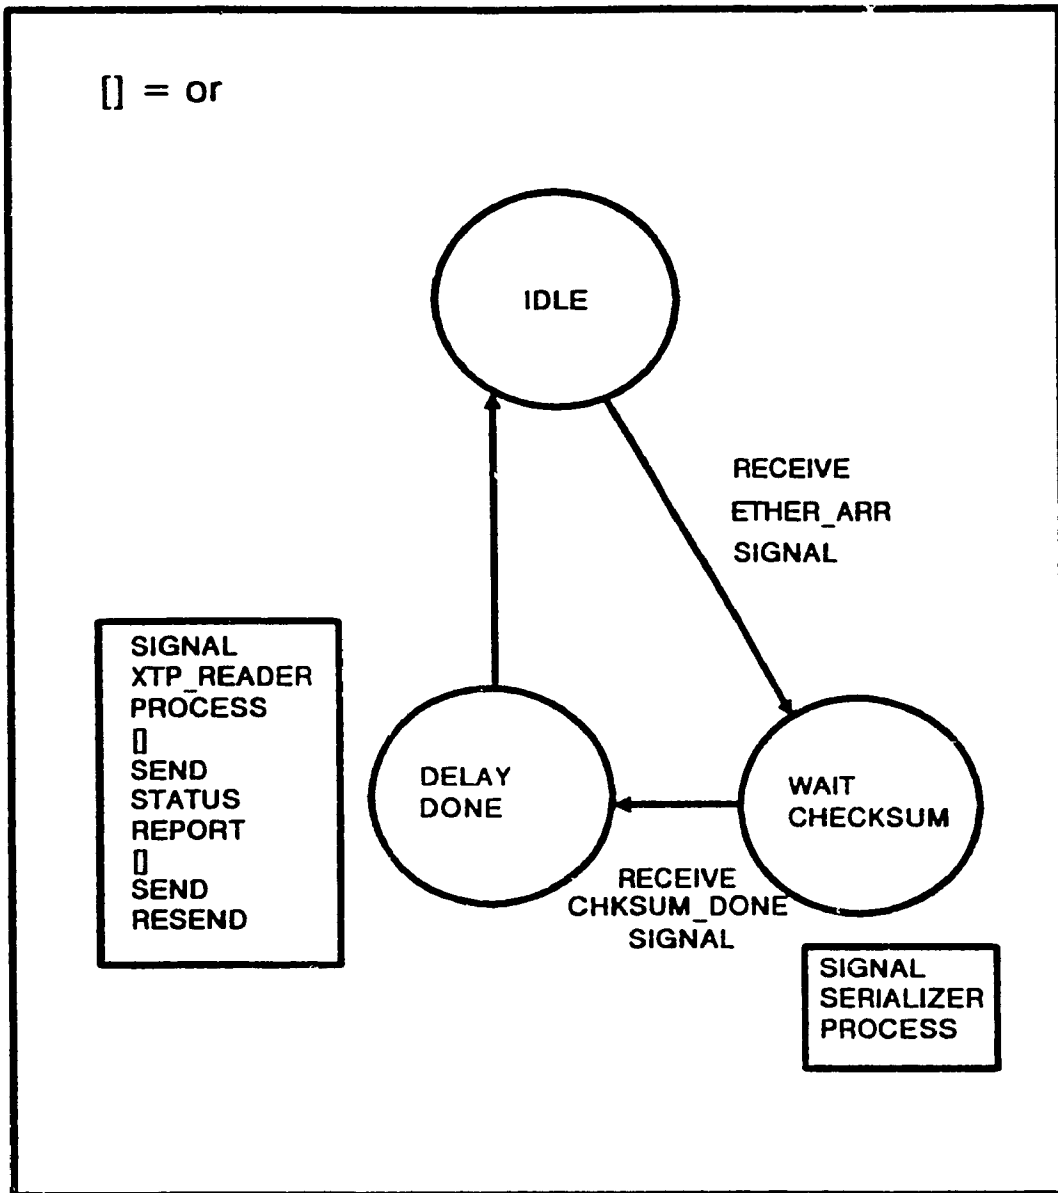 [] = or
IDLE
RECEIVE
ETHER_ARR
SIGNAL
SIGNAL
XTP_READER
PROCESS
[]
SEND
STATUS
REPORT
[]
SEND
RESEND
DELAY
DONE
WAIT
CHECKSUM
RECEIVE
CHKSUM_DONE
SIGNAL
SIGNAL
SERIALIZER
PROCESS